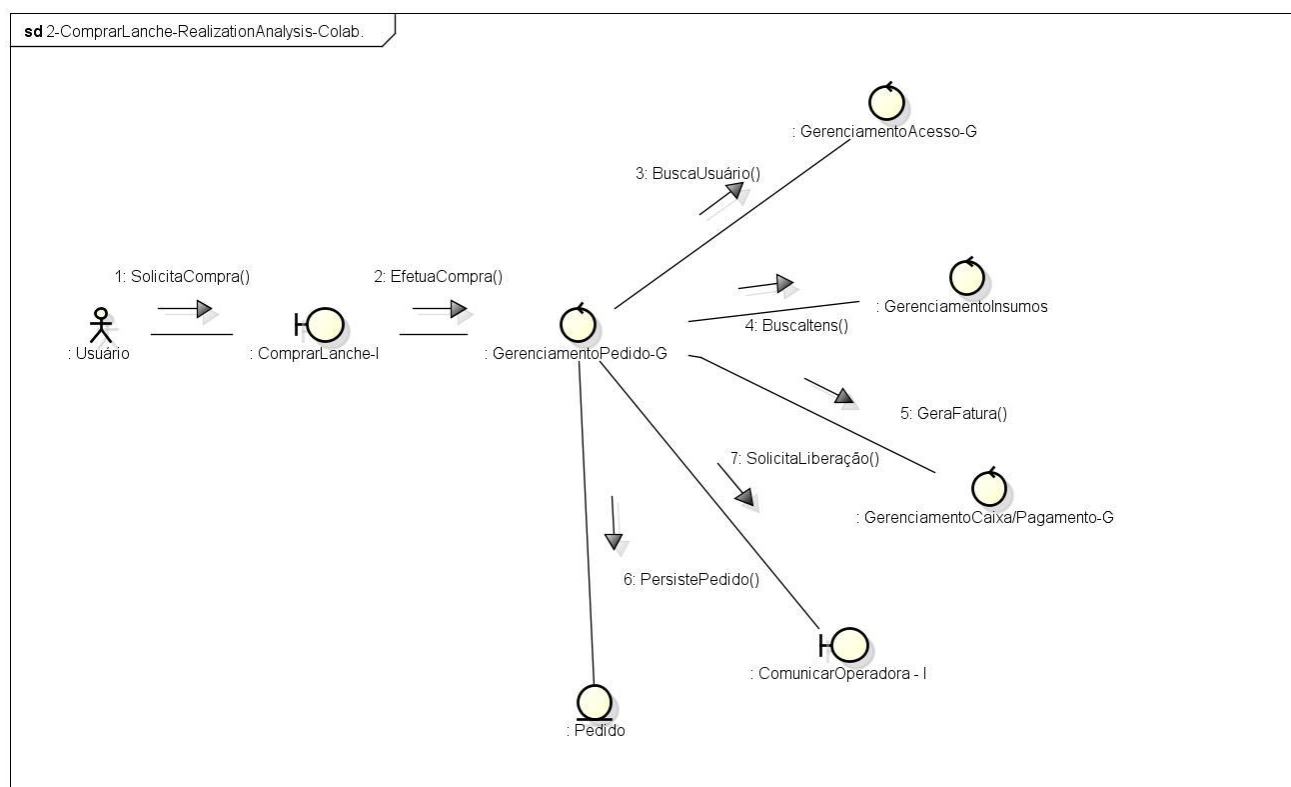 sd 2-ComprarLanche-RealizationAnalysis-Colab.
: GerenciamentoAcesso-G
3: BuscaUsuário()
1: SolicitaCompra()
2: EfetuaCompra()
: GerenciamentoInsumos
4: BuscaItens()
: Usuário
: ComprarLanche-I
: GerenciamentoPedido-G
5: GeraFatura()
7: SolicitaLiberação()
: GerenciamentoCaixa/Pagamento-G
6: PersistePedido()
: ComunicarOperadora - I
: Pedido